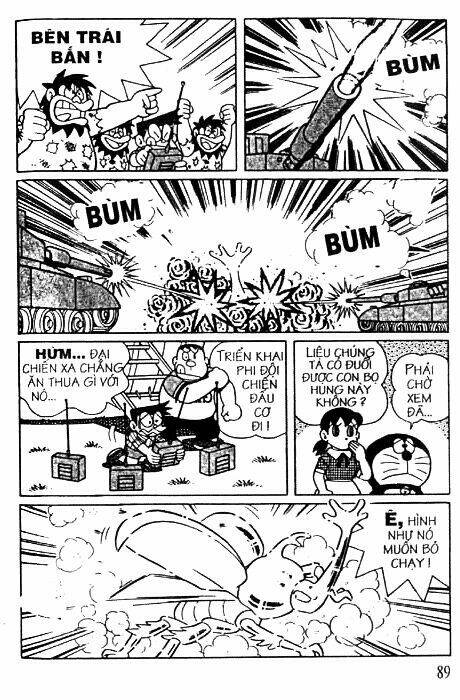 BÊN TRÁI
BẮN !
BÙM
BÙM
BÙM
HỪM... ĐẠI
CHIẾN XA CHẲNG
ĂN THUA GÌ VỚI
NÓ...
TRIỂN KHAI
PHI ĐỘI
CHIẾN
ĐẤU
CƠ
ĐI !
LIỆU CHÚNG
TA CÓ ĐUỔI
ĐƯỢC CON BỌ
HUNG NÀY
KHÔNG ?
PHẢI
CHỜ
XEM
ĐÃ...
Ê, HÌNH
NHƯ NÓ
MUỐN BỎ
CHẠY !
89